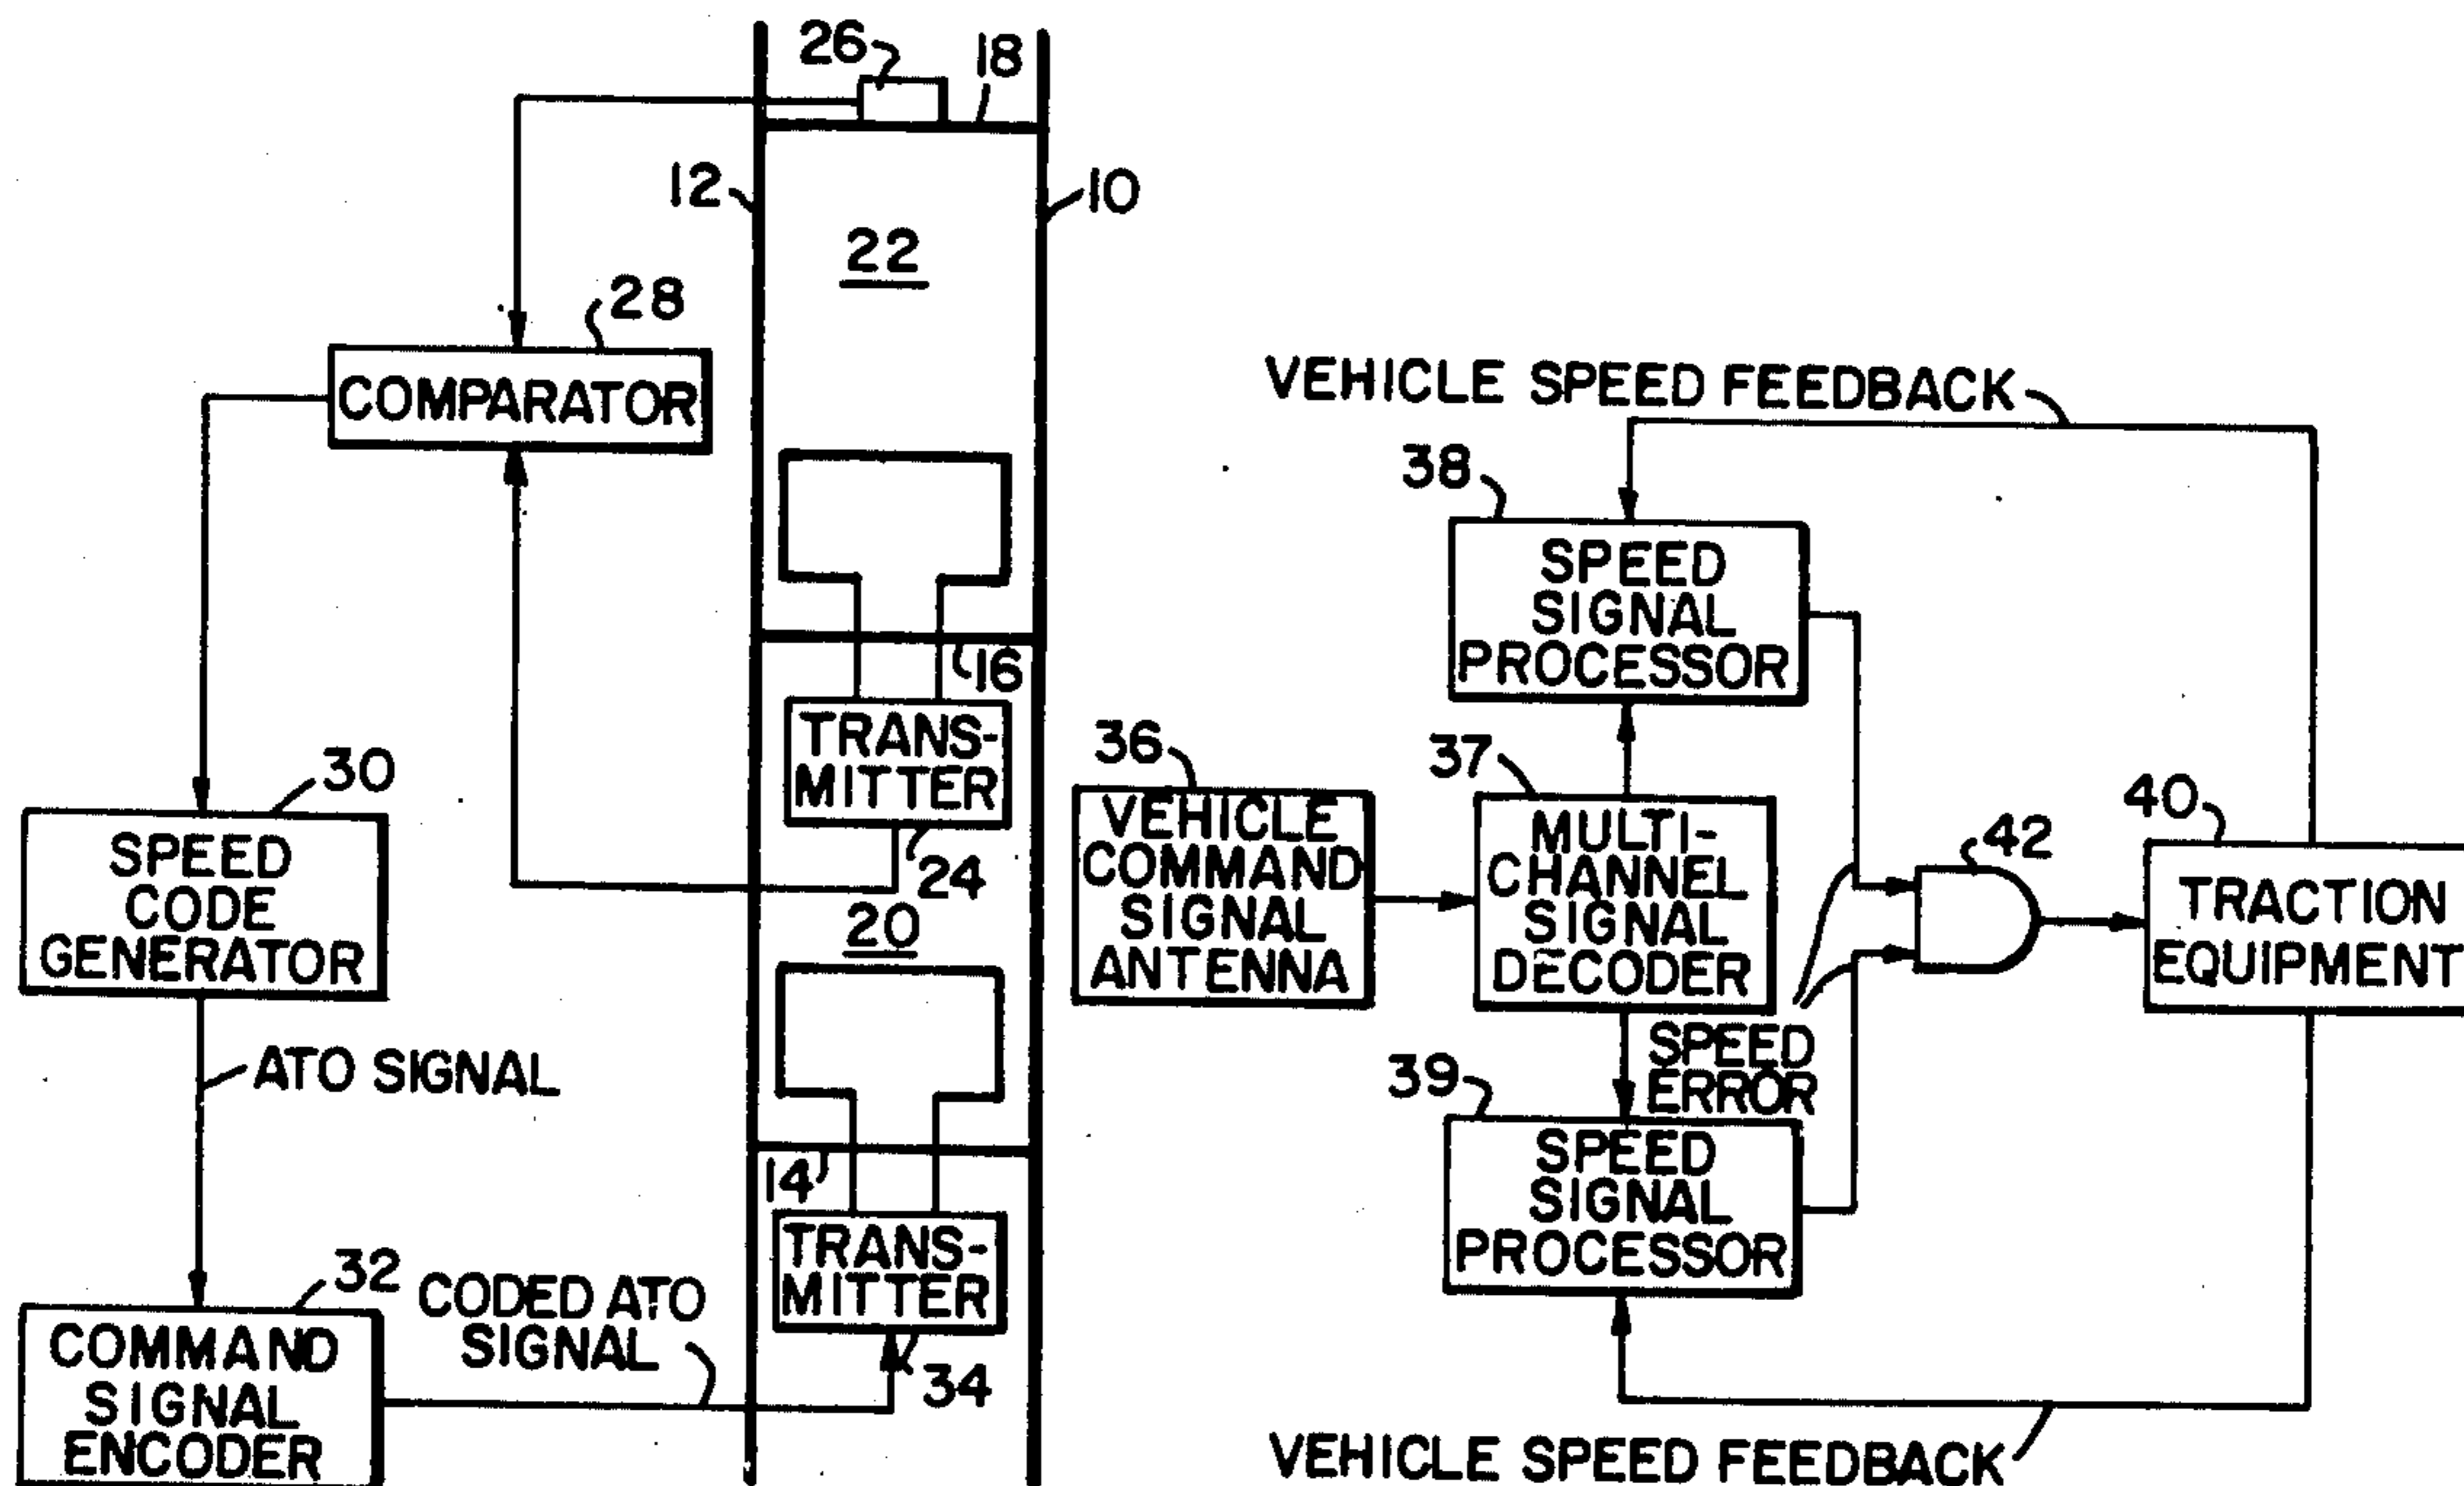 26
18
12
10
22
28
COMPARATOR
VEHICLE SPEED FEEDBACK
38
SPEED
SIGNAL
PROCESSOR
16
TRANS-
MITTER
24
30
SPEED
CODE
GENERATOR
36
VEHICLE
COMMAND
SIGNAL
ANTENNA
37
MULTI-
CHANNEL
SIGNAL
DECODER
42
40
TRACTION
EQUIPMENT
20
ATO SIGNAL
SPEED
ERROR
39
SPEED
SIGNAL
PROCESSOR
14
TRANS-
MITTER
34
32
COMMAND
SIGNAL
ENCODER
CODED ATO
SIGNAL
VEHICLE SPEED FEEDBACK